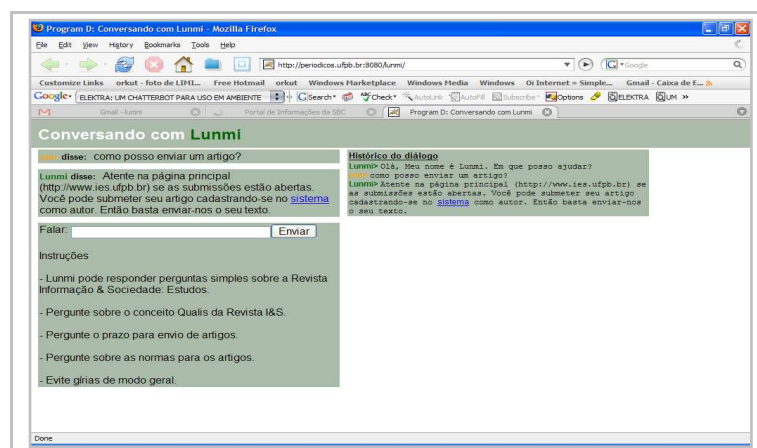 Program D: Conversando com Lunmi - Mozilla Firefox
File Edit View History Bookmarks Tools Help
http://periodicos.ufpb.br:8080/lunmi/ Google
Customize Links orkut - foto de LIMI... Free Hotmail orkut Windows Marketplace Windows Media Windows Oi Internet = Simple... Gmail - Caixa de E...
Google ELEKTRA: UM CHATTERBOT PARA USO EM AMBIENTE Search Check AutoLink AutoFill Subscribe Options ELEKTRA UM »
Gmail - lunmi Portal de Informações da SBC Program D: Conversando com Lunmi
Conversando com Lunmi
disse: como posso enviar um artigo?
Lunmi disse: Atente na página principal
(http://www.ies.ufpb.br) se as submissões estão abertas.
Você pode submeter seu artigo cadastrando-se no sistema
como autor. Então basta enviar-nos o seu texto.
Falar: Enviar
Instruções
- Lunmi pode responder perguntas simples sobre a Revista
Informação & Sociedade: Estudos.
- Pergunte sobre o conceito Qualis da Revista I&S.
- Pergunte o prazo para envio de artigos.
- Pergunte sobre as normas para os artigos.
- Evite gírias de modo geral.
Histórico do diálogo
Lunmi> Olá, Meu nome é Lunmi. Em que posso ajudar?
como posso enviar um artigo?
Lunmi> Atente na página principal (http://www.ies.ufpb.br) se
as submissões estão abertas. Você pode submeter seu artigo
cadastrando-se no sistema como autor. Então basta enviar-nos
o seu texto.
Done